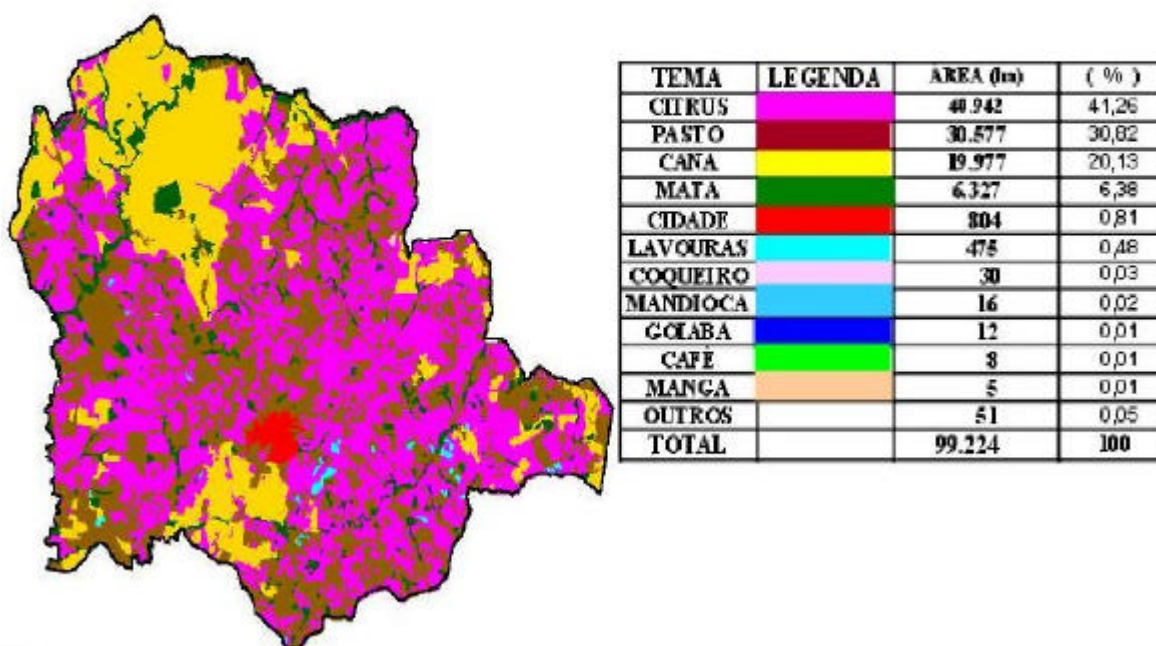 TEMA LEGENDA AREA (ha) ( % )
CITRUS 40.942 41,26
PASTO 30.577 30,82
CANA 19.977 20,13
MATA 6.327 6,38
CIDADE 804 0,81
LAVOURAS 475 0,48
COQUEIRO 30 0,03
MANDIOCA 16 0,02
GOIABA 12 0,01
CAFÉ 8 0,01
MANGA 5 0,01
OUTROS 51 0,05
TOTAL 99.224 100